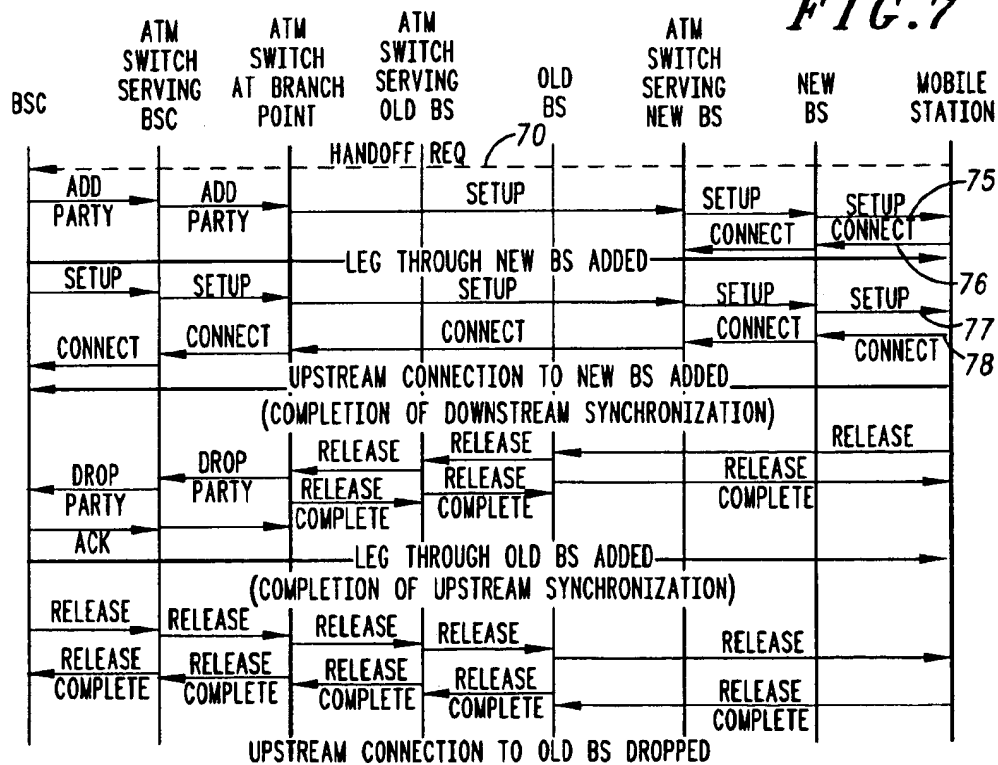 FIG.7
BSC
ATM SWITCH SERVING BSC
ATM SWITCH AT BRANCH POINT
ATM SWITCH SERVING OLD BS
OLD BS
ATM SWITCH SERVING NEW BS
NEW BS
MOBILE STATION
HANDOFF REQ 70
ADD PARTY ADD PARTY SETUP SETUP SETUP 75
CONNECT CONNECT 76
LEG THROUGH NEW BS ADDED
SETUP SETUP SETUP SETUP SETUP 77
CONNECT CONNECT CONNECT CONNECT CONNECT 78
UPSTREAM CONNECTION TO NEW BS ADDED
(COMPLETION OF DOWNSTREAM SYNCHRONIZATION)
DROP PARTY DROP PARTY RELEASE RELEASE RELEASE
RELEASE COMPLETE RELEASE COMPLETE RELEASE COMPLETE
ACK
LEG THROUGH OLD BS ADDED
(COMPLETION OF UPSTREAM SYNCHRONIZATION)
RELEASE RELEASE RELEASE RELEASE RELEASE
RELEASE COMPLETE RELEASE COMPLETE RELEASE COMPLETE RELEASE COMPLETE RELEASE COMPLETE
UPSTREAM CONNECTION TO OLD BS DROPPED